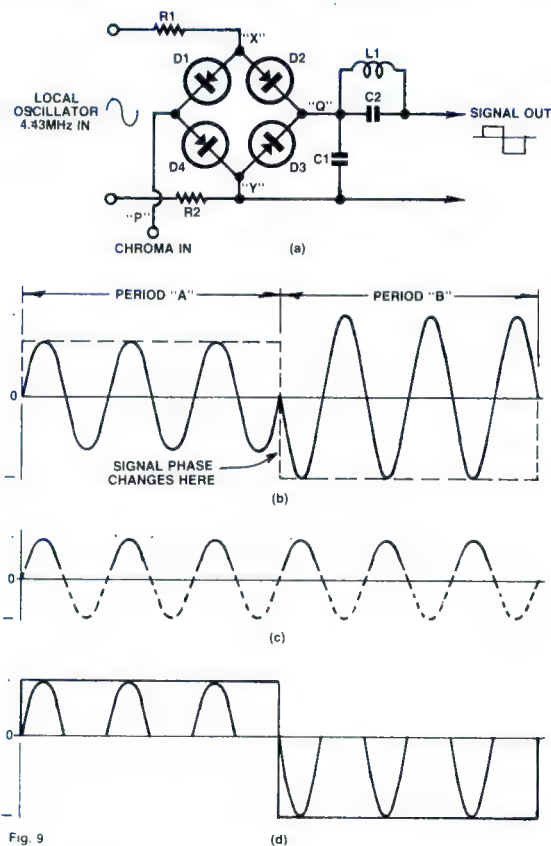 R1
"X"
D1
D2
L1
LOCAL
OSCILLATOR
4.43MHz IN
"Q"
C2
SIGNAL OUT
D4
D3
C1
"Y"
"P"
R2
CHROMA IN
(a)
PERIOD "A"
PERIOD "B"
0
SIGNAL PHASE
CHANGES HERE
(b)
0
(c)
0
Fig. 9
(d)